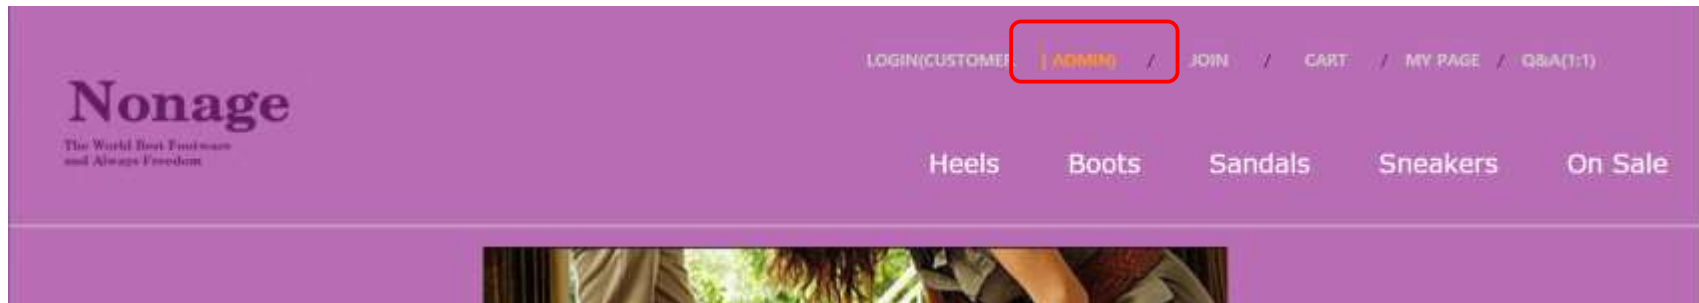 LOGIN(CUSTOMER | ADMIN) / JOIN / CART / MY PAGE / Q&A(1:1)
Nonage
The World Best Footware
and Always Freedom
Heels Boots Sandals Sneakers On Sale